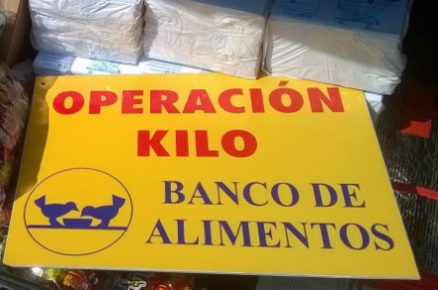 OPERACIÓN
KILO
BANCO DE
ALIMENTOS